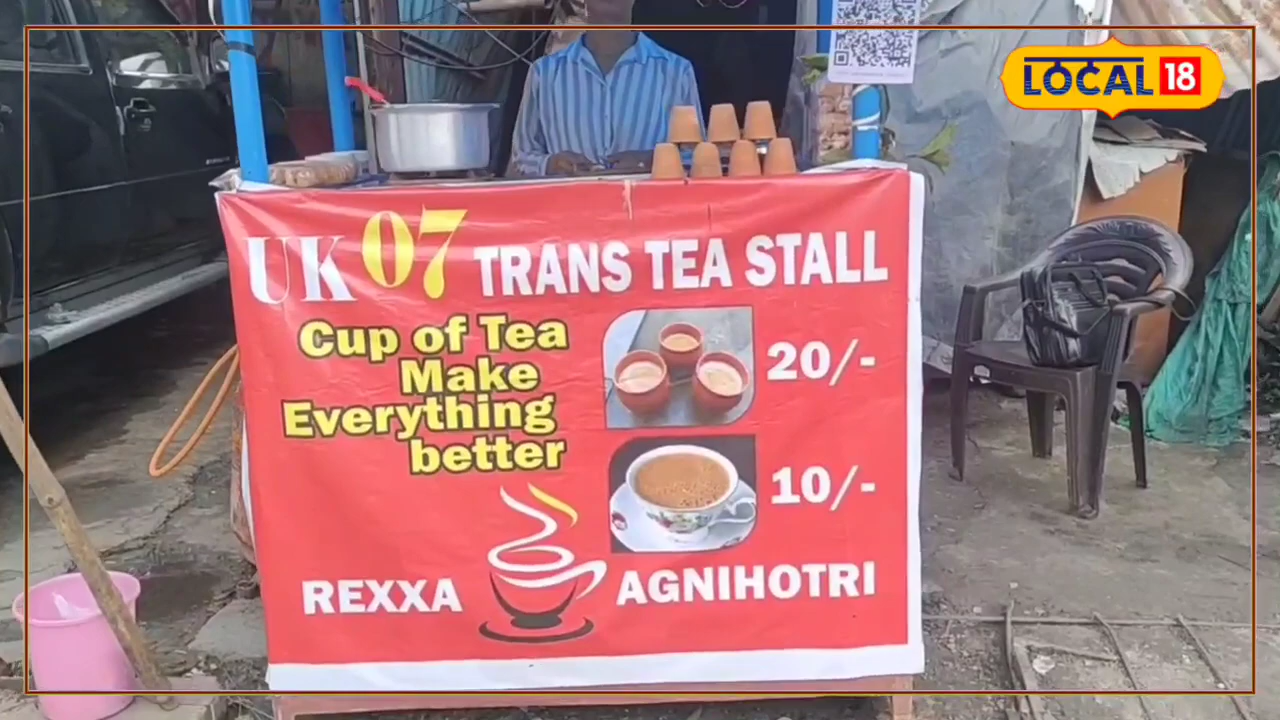 LOCAL 18
UK 07 TRANS TEA STALL
Cup of Tea
Make
Everything
better
20/-
10/-
REXXA AGNIHOTRI